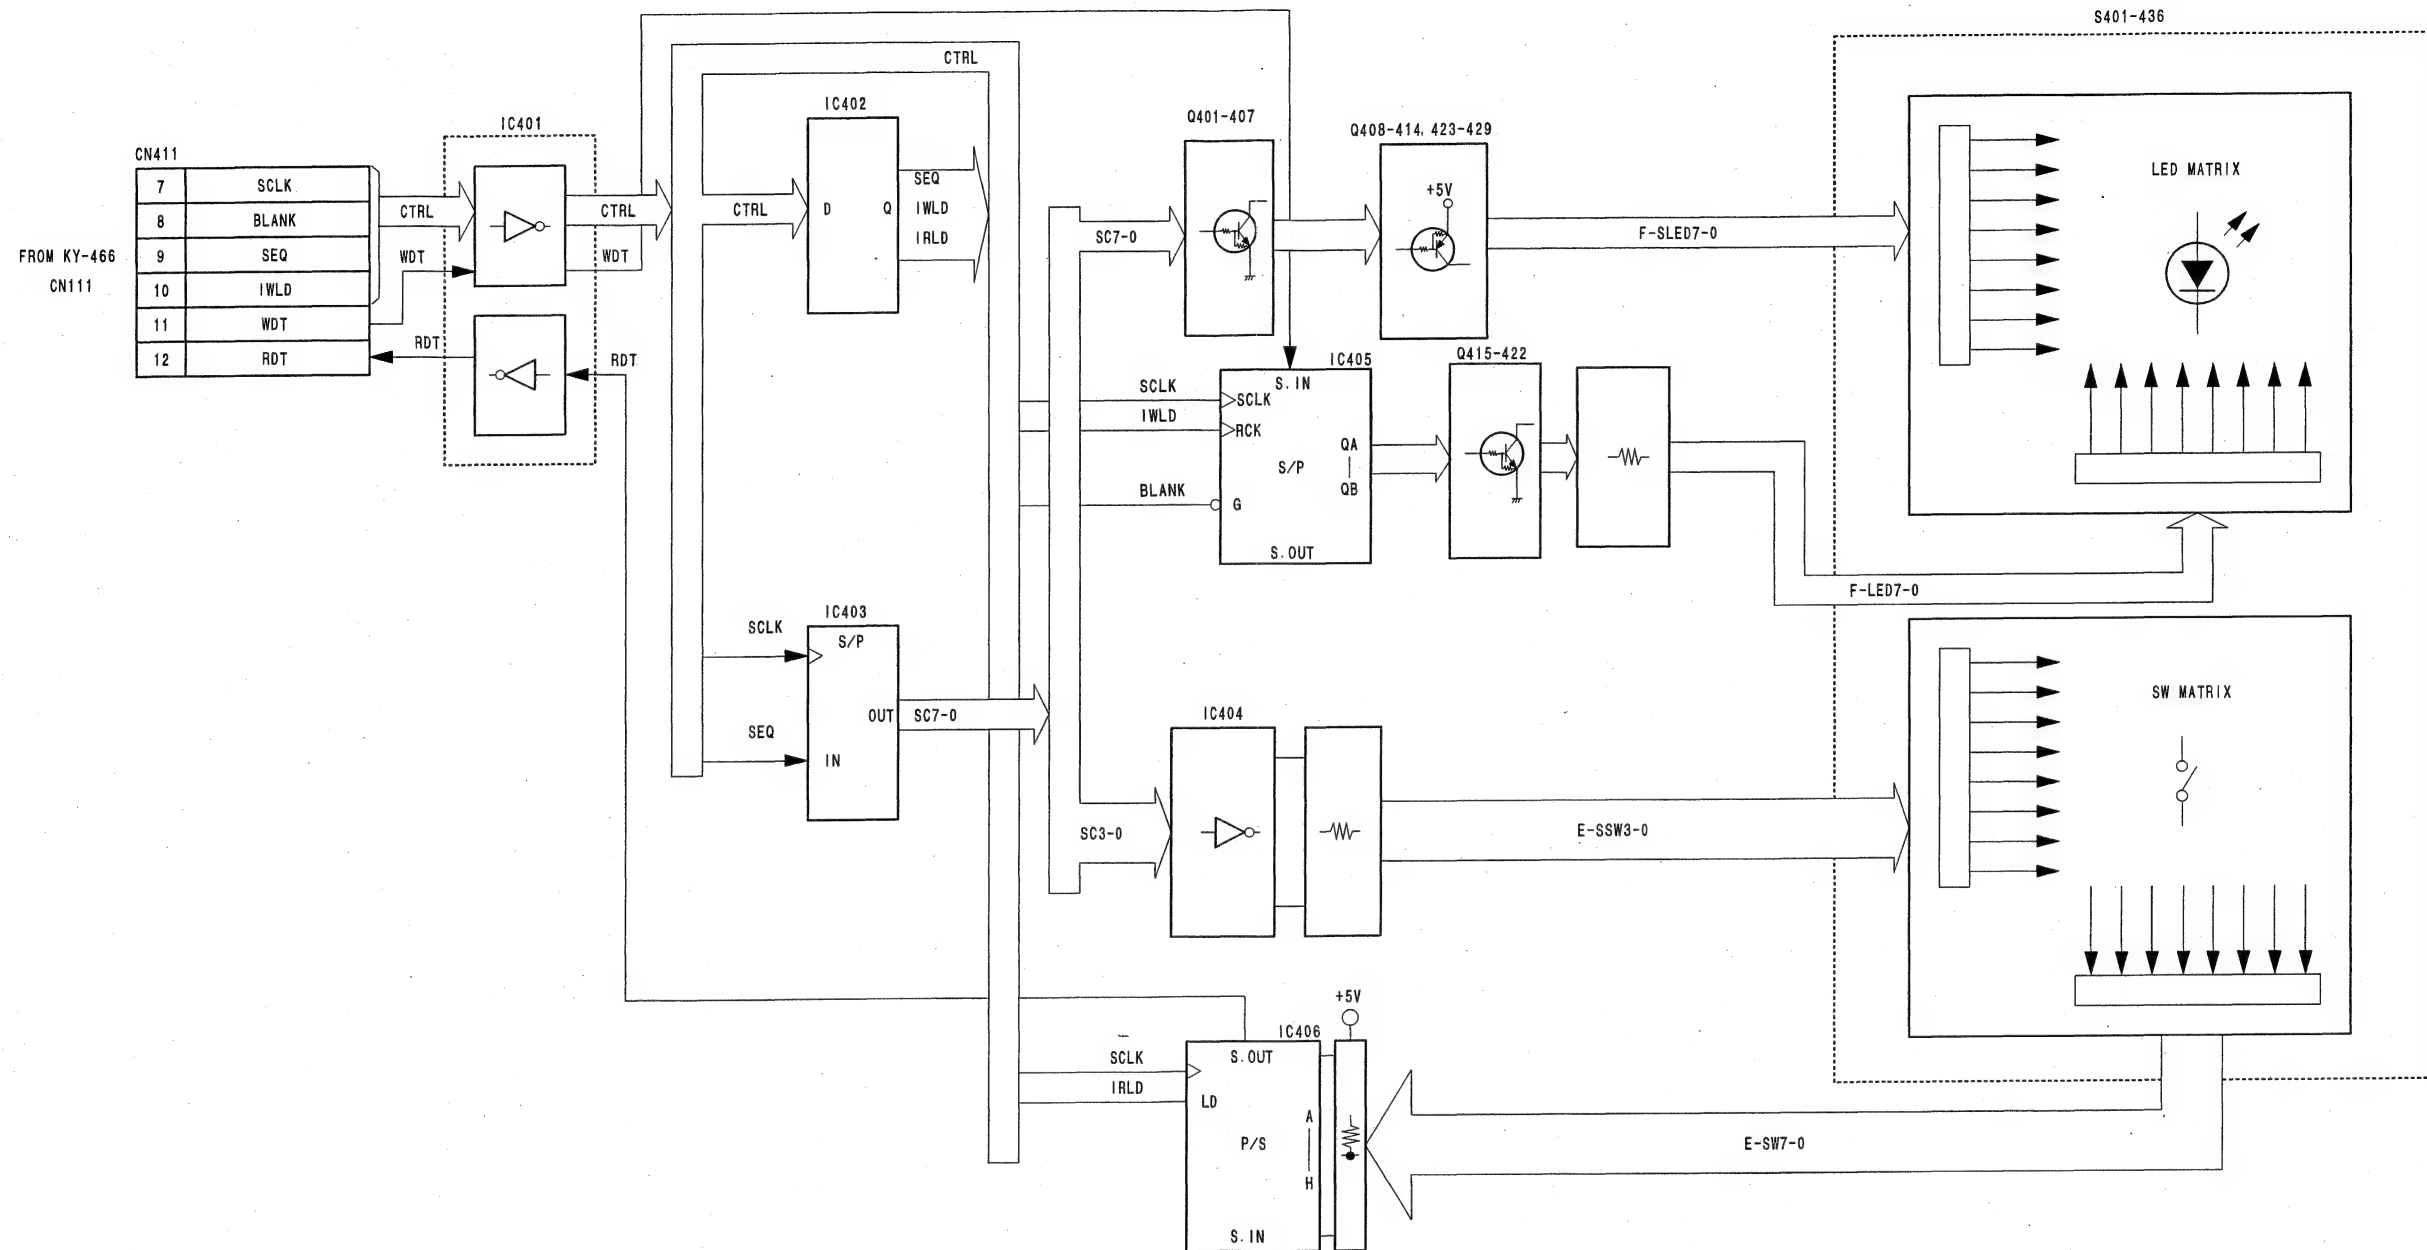 S401-436
CTRL
IC402
IC401
Q401-407
Q408-414, 423-429
CN411
7 SCLK
8 BLANK
9 SEQ
10 IWLD
11 WDT
12 RDT
FROM KY-466
CN111
CTRL
WDT
RDT
CTRL
WDT
RDT
CTRL
D
Q
SEQ
IWLD
IRLD
SC7-0
+5V
F-SLED7-0
LED MATRIX
IC405
S. IN
SCLK
SCLK
IWLD
RCK
S/P
QA
QB
BLANK
G
S. OUT
Q415-422
F-LED7-0
IC403
SCLK
S/P
OUT
SC7-0
SEQ
IN
IC404
SC3-0
E-SSW3-0
SW MATRIX
+5V
IC406
SCLK
S. OUT
IRLD
LD
A
P/S
H
S. IN
E-SW7-0